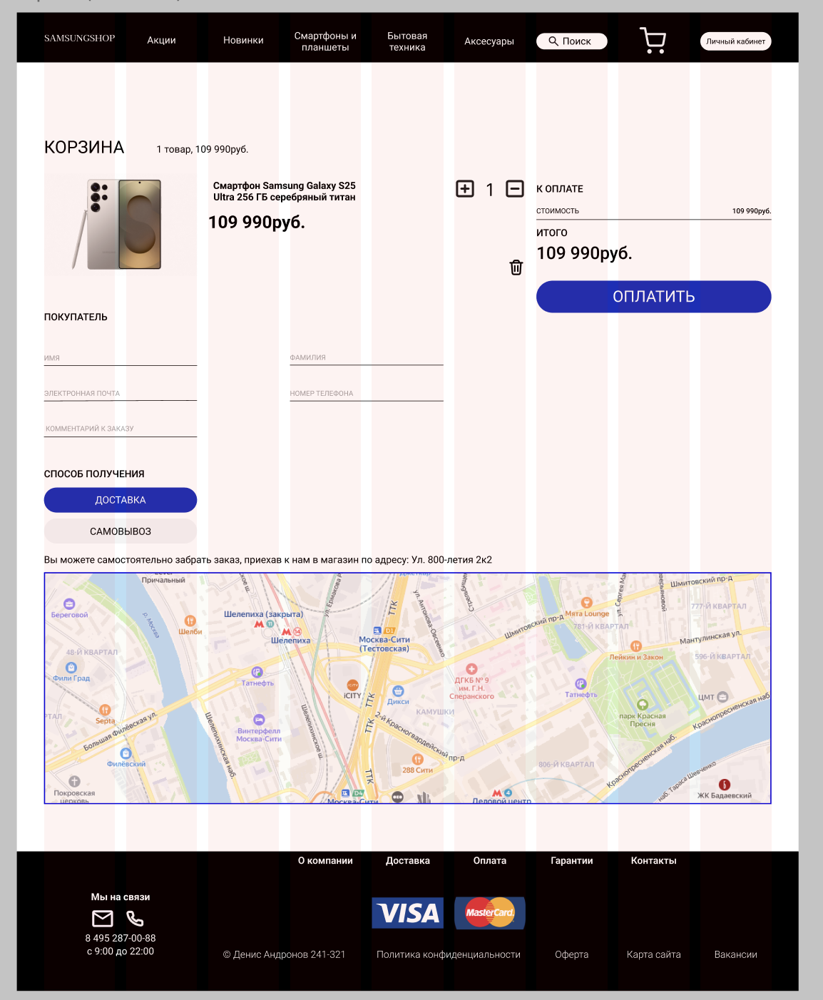 SAMSUNGSHOP
Акции
Новинки
Смартфоны и
планшеты
Бытовая
техника
Аксесуары
Поиск
Личный кабинет
КОРЗИНА
1 товар, 109 990руб.
Смартфон Samsung Galaxy S25
Ultra 256 ГБ серебряный титан
109 990руб.
1
К ОПЛАТЕ
СТОИМОСТЬ 109 990руб.
ИТОГО
109 990руб.
ОПЛАТИТЬ
ПОКУПАТЕЛЬ
ИМЯ
ФАМИЛИЯ
ЭЛЕКТРОННАЯ ПОЧТА
НОМЕР ТЕЛЕФОНА
КОММЕНТАРИЙ К ЗАКАЗУ
СПОСОБ ПОЛУЧЕНИЯ
ДОСТАВКА
САМОВЫВОЗ
Вы можете самостоятельно забрать заказ, приехав к нам в магазин по адресу: Ул. 800-летия 2к2
Причальный
Береговой
р. Москва
Шелби
48-Й КВАРТАЛ
Фили Град
Septa
Большая Филёвская ул.
Филёвский
Покровская
церковь
Шелепиха (закрыта)
11
14
Шелепиха
Татнефть
Винтерфелл
Москва-Сити
Шелепихинская наб.
Шелепихинское ш.
ул. Ермакова Р
ТТК
D1
Москва-Сити
(Тестовская)
ул. Антонова-Овсеенко
iCITY
iCITY
Дикси
ТТК
ТТК
ТТК
КАМУШКИ
2-й Красногвардейский пр-д
288 Сити
D4
Москва-Сити
4
Деловой центр
ДГКБ № 9
им. Г.Н.
Сперанского
Шмитовский пр-д
Мята Lounge
781-Й КВАРТАЛ
Шмитовский пр-д
777-Й КВАРТАЛ
Мантулинская ул.
Лейкин и Закон
596-Й КВАРТАЛ
Татнефть
парк Красная
Пресня
ЦМТ
Краснопресненская наб
Краснопресненская наб.
806-Й КВАРТАЛ
наб. Тараса Шевченко
ЖК Бадаевский
О компании
Доставка
Оплата
Гарантии
Контакты
Мы на связи
8 495 287-00-88
с 9:00 до 22:00
VISA
MasterCard
© Денис Андронов 241-321
Политика конфиденциальности
Оферта
Карта сайта
Вакансии